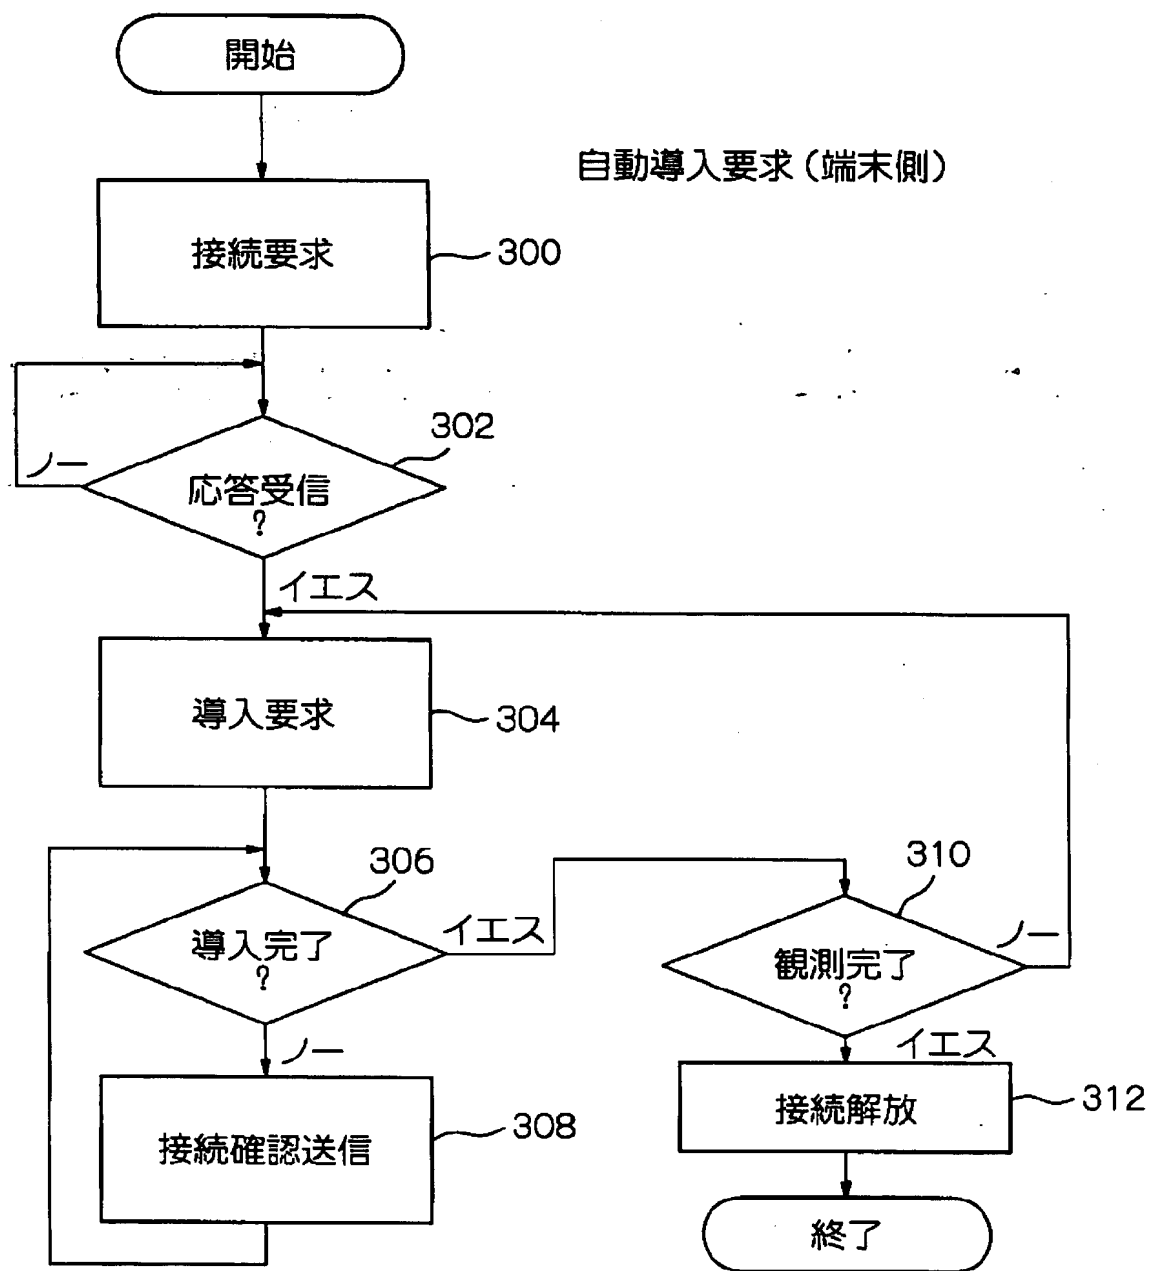 開始
自動導入要求(端末側)
接続要求
300
302
ノー
応答受信
?
イエス
導入要求
304
306
導入完了
?
イエス
310
観測完了
?
ノー
ノー
イエス
接続確認送信
308
接続解放
312
終了